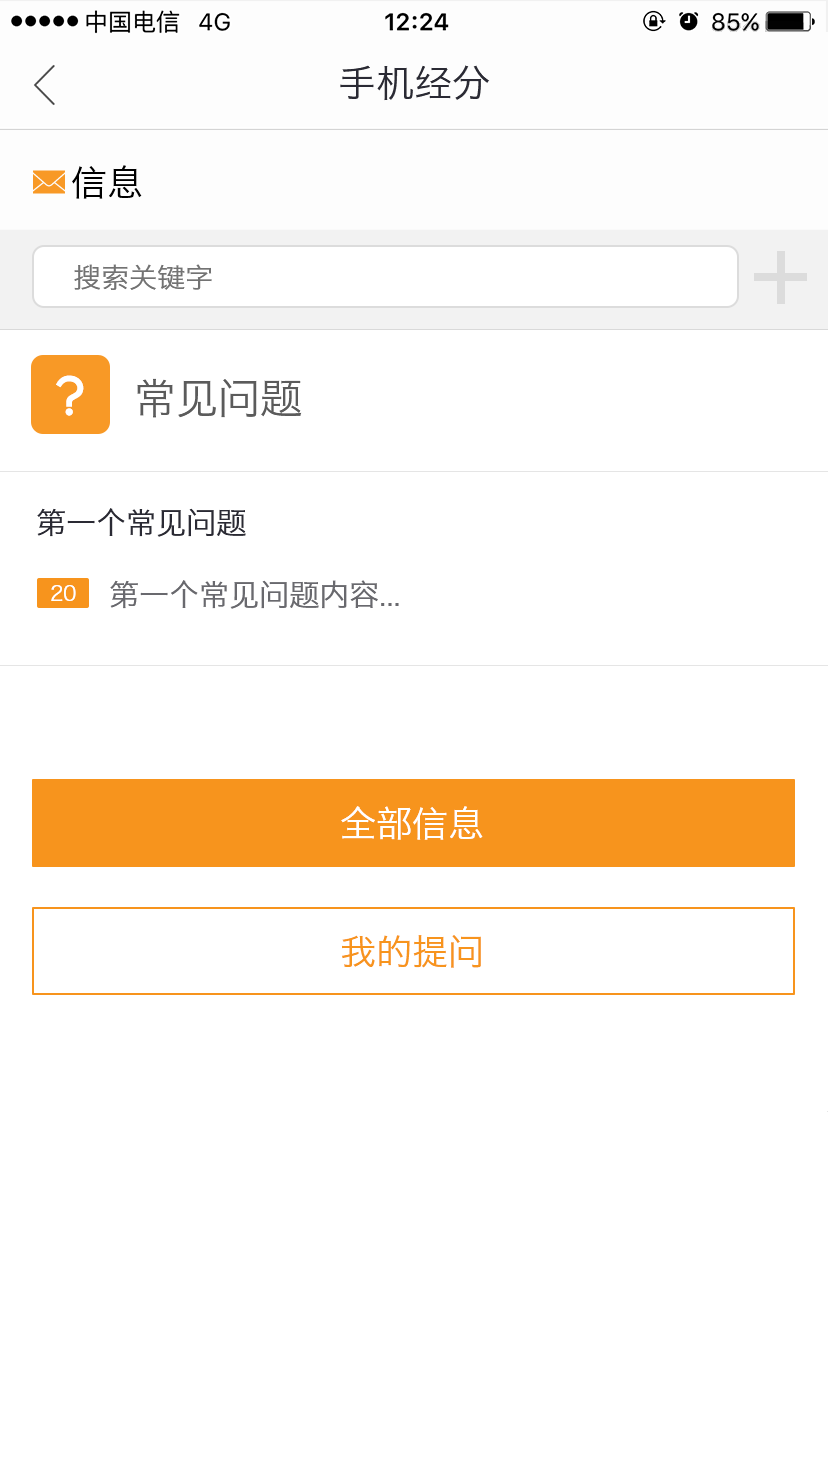 中国电信 4G 12:24 85%
手机经分
信息
搜索关键字
? 常见问题
第一个常见问题
20 第一个常见问题内容...
全部信息
我的提问